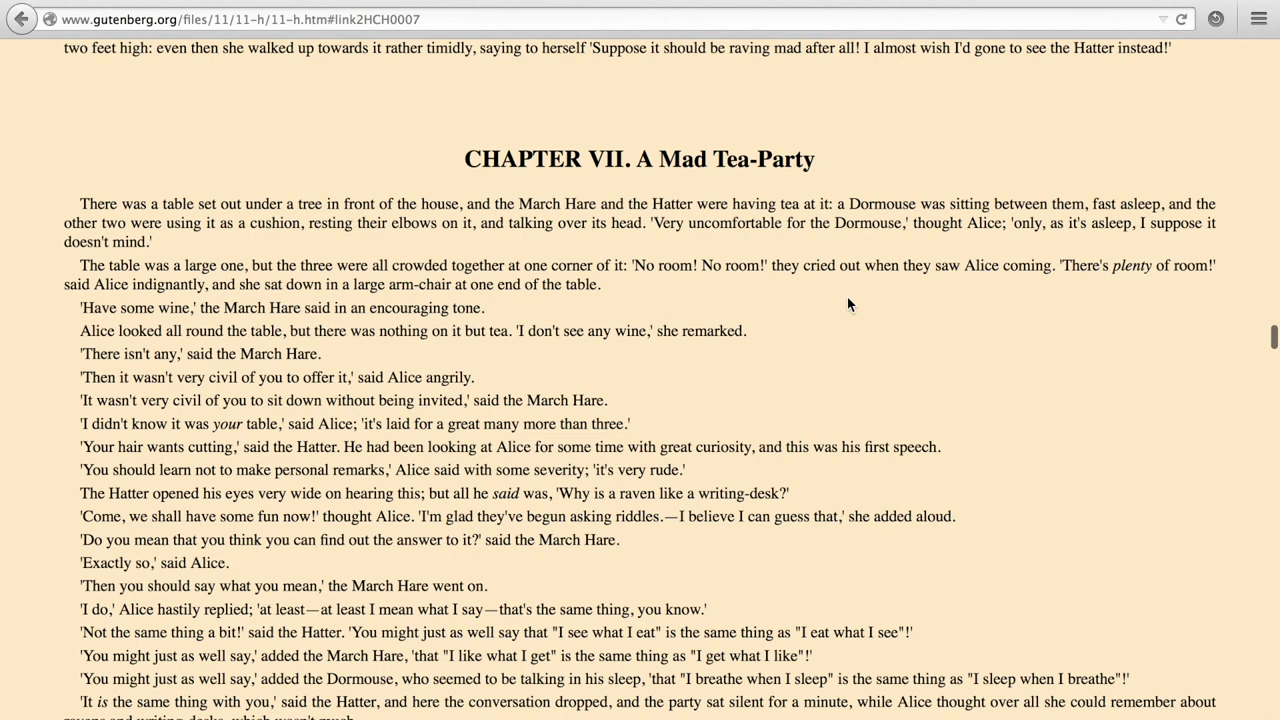 www.gutenberg.org/files/11/11-h/11-h.htm#link2HCH0007
two feet high: even then she walked up towards it rather timidly, saying to herself 'Suppose it should be raving mad after all! I almost wish I'd gone to see the Hatter instead!'
CHAPTER VII. A Mad Tea-Party
There was a table set out under a tree in front of the house, and the March Hare and the Hatter were having tea at it: a Dormouse was sitting between them, fast asleep, and the
other two were using it as a cushion, resting their elbows on it, and talking over its head. 'Very uncomfortable for the Dormouse,' thought Alice; 'only, as it's asleep, I suppose it
doesn't mind.'
The table was a large one, but the three were all crowded together at one corner of it: 'No room! No room!' they cried out when they saw Alice coming. 'There's plenty of room!'
said Alice indignantly, and she sat down in a large arm-chair at one end of the table.
'Have some wine,' the March Hare said in an encouraging tone.
Alice looked all round the table, but there was nothing on it but tea. 'I don't see any wine,' she remarked.
'There isn't any,' said the March Hare.
'Then it wasn't very civil of you to offer it,' said Alice angrily.
'It wasn't very civil of you to sit down without being invited,' said the March Hare.
'I didn't know it was your table,' said Alice; 'it's laid for a great many more than three.'
'Your hair wants cutting,' said the Hatter. He had been looking at Alice for some time with great curiosity, and this was his first speech.
'You should learn not to make personal remarks,' Alice said with some severity; 'it's very rude.'
The Hatter opened his eyes very wide on hearing this; but all he said was, 'Why is a raven like a writing-desk?'
'Come, we shall have some fun now!' thought Alice. 'I'm glad they've begun asking riddles.—I believe I can guess that,' she added aloud.
'Do you mean that you think you can find out the answer to it?' said the March Hare.
'Exactly so,' said Alice.
'Then you should say what you mean,' the March Hare went on.
'I do,' Alice hastily replied; 'at least—at least I mean what I say—that's the same thing, you know.'
'Not the same thing a bit!' said the Hatter. 'You might just as well say that "I see what I eat" is the same thing as "I eat what I see"!'
'You might just as well say,' added the March Hare, 'that "I like what I get" is the same thing as "I get what I like"!'
'You might just as well say,' added the Dormouse, who seemed to be talking in his sleep, 'that "I breathe when I sleep" is the same thing as "I sleep when I breathe"!'
'It is the same thing with you,' said the Hatter, and here the conversation dropped, and the party sat silent for a minute, while Alice thought over all she could remember about
ravens and writing-desks, which wasn't much.